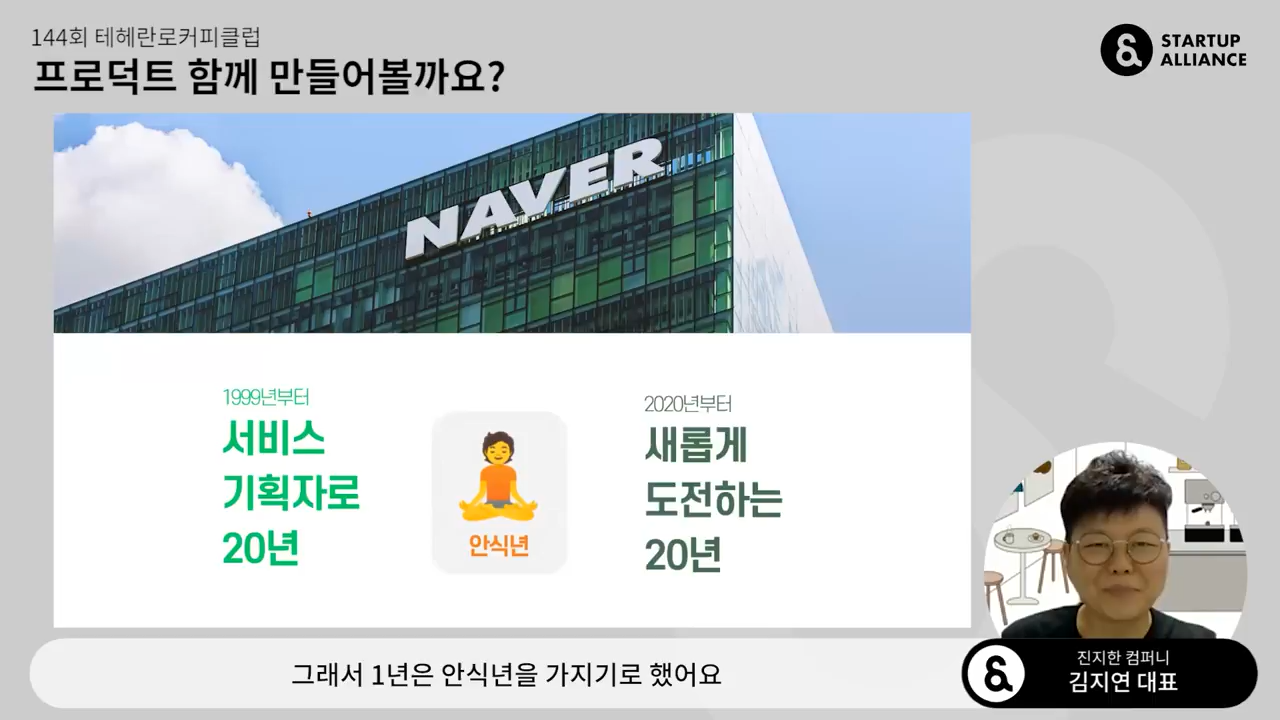 144회 테헤란로커피클럽
프로덕트 함께 만들어볼까요?
STARTUP
ALLIANCE
NAVER
1999년부터
서비스
기획자로
20년
안식년
2020년부터
새롭게
도전하는
20년
그래서 1년은 안식년을 가지기로 했어요
진지한 컴퍼니
김지연 대표